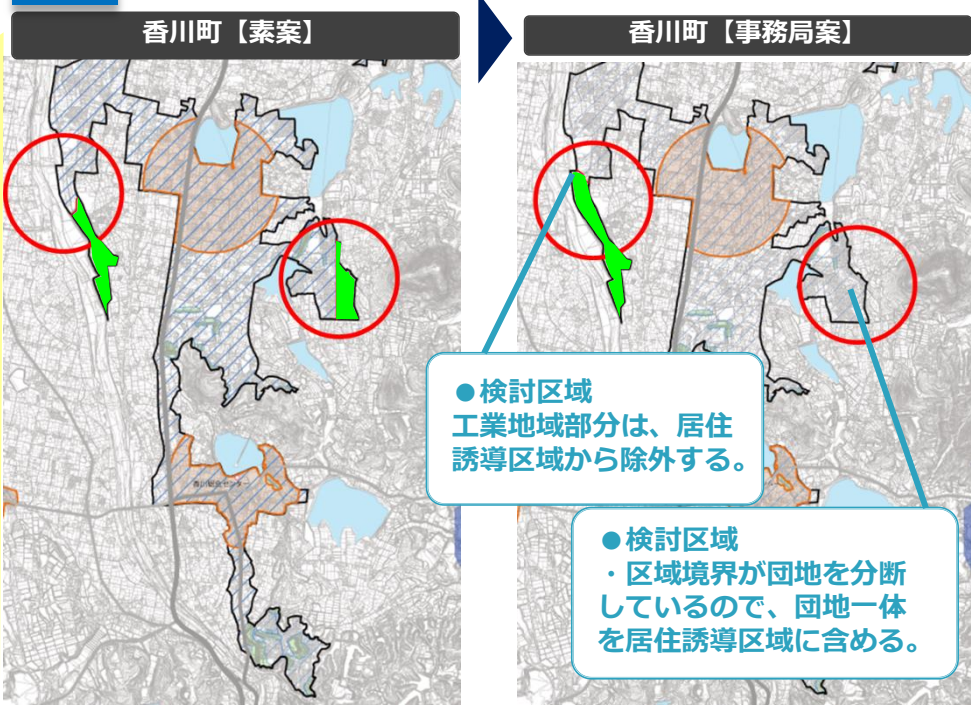 香川町【素案】
香川町【事務局案】
●検討区域
工業地域部分は、居住
誘導区域から除外する。
●検討区域
・区域境界が団地を分断
しているので、団地一体
を居住誘導区域に含める。